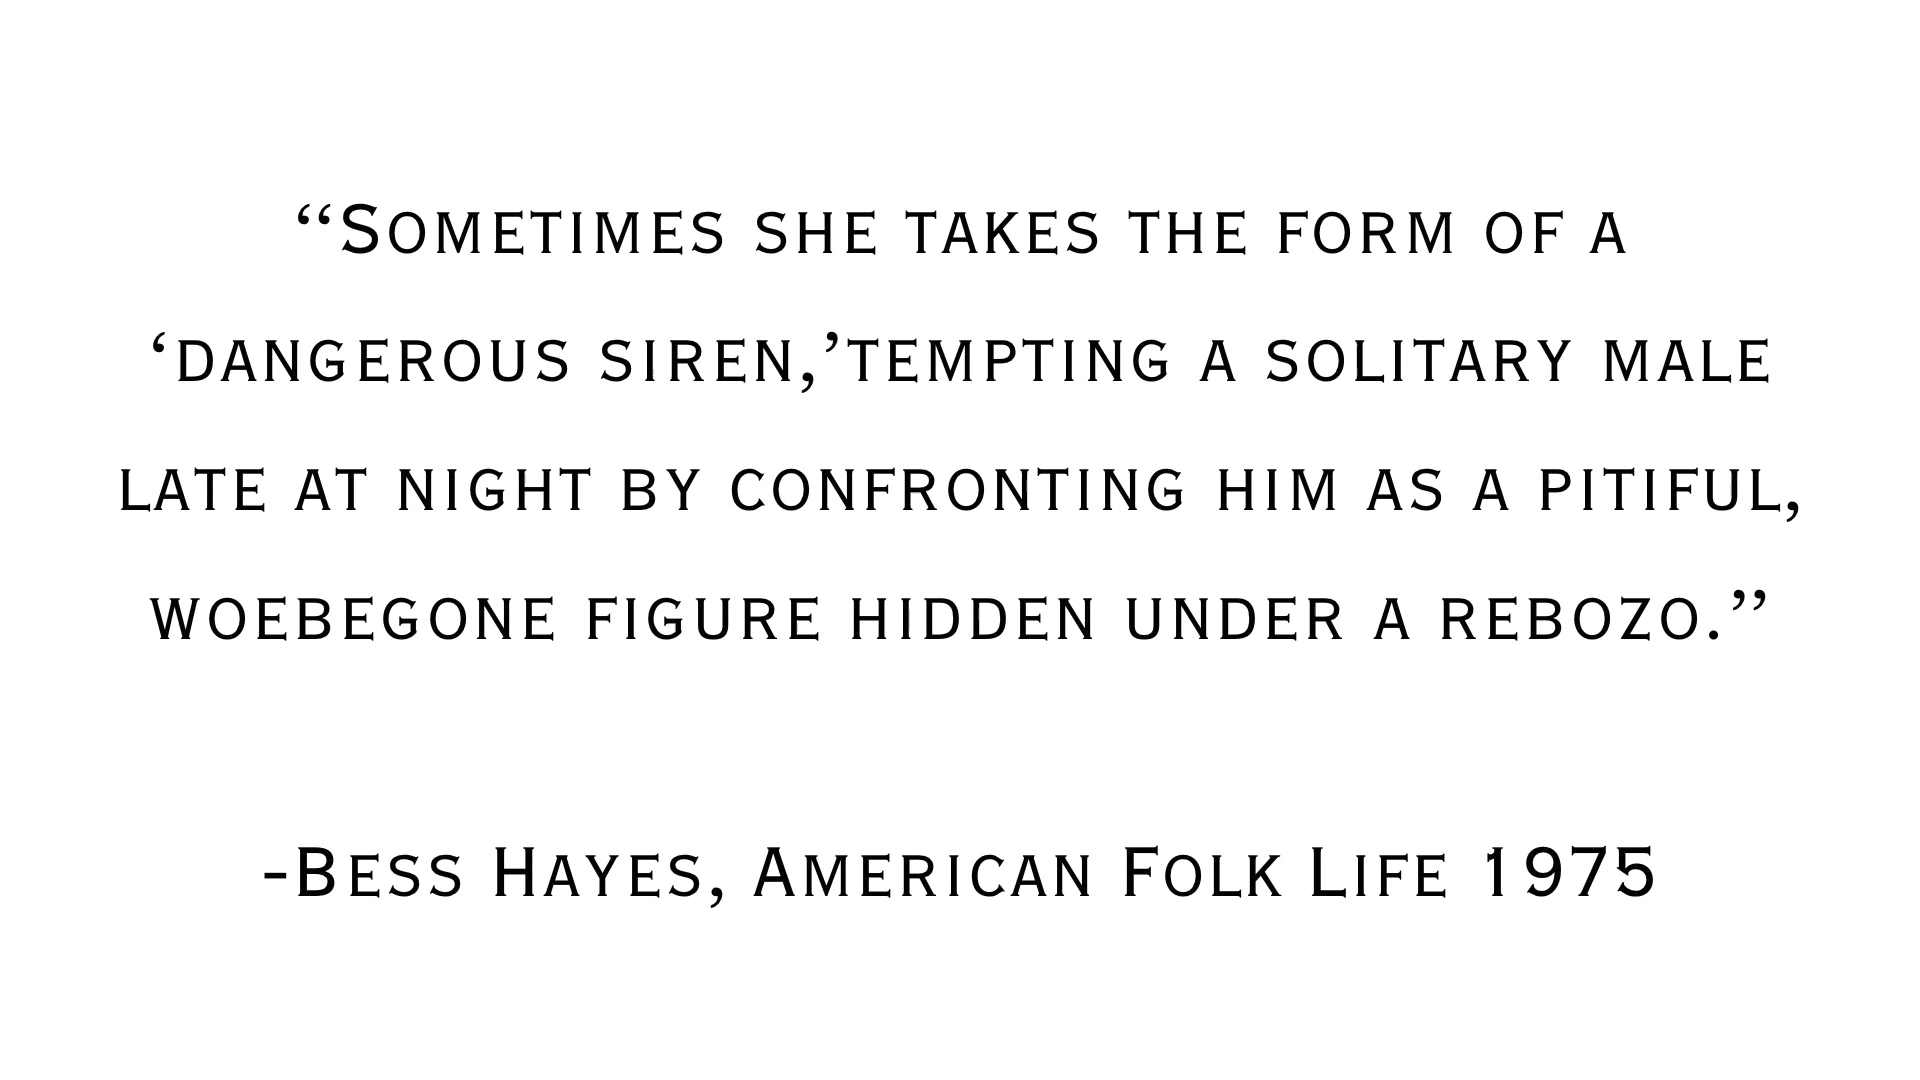 “Sometimes she takes the form of a
‘dangerous siren,’tempting a solitary male
late at night by confronting him as a pitiful,
woebegone figure hidden under a rebozo.”
-Bess Hayes, American Folk Life 1975